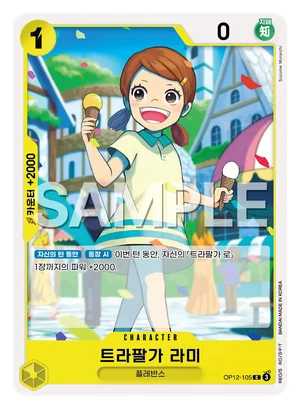 1
0
지혜
知
카운터 +2000
SAMPLE
자신의 턴 동안 등장 시 이번 턴 동안, 자신의 「트라팔가 로」
1장까지의 파워 +2000.
CHARACTER
트라팔가 라미
플레반스
OP12-105 C 3
BANDAI MADE IN KOREA